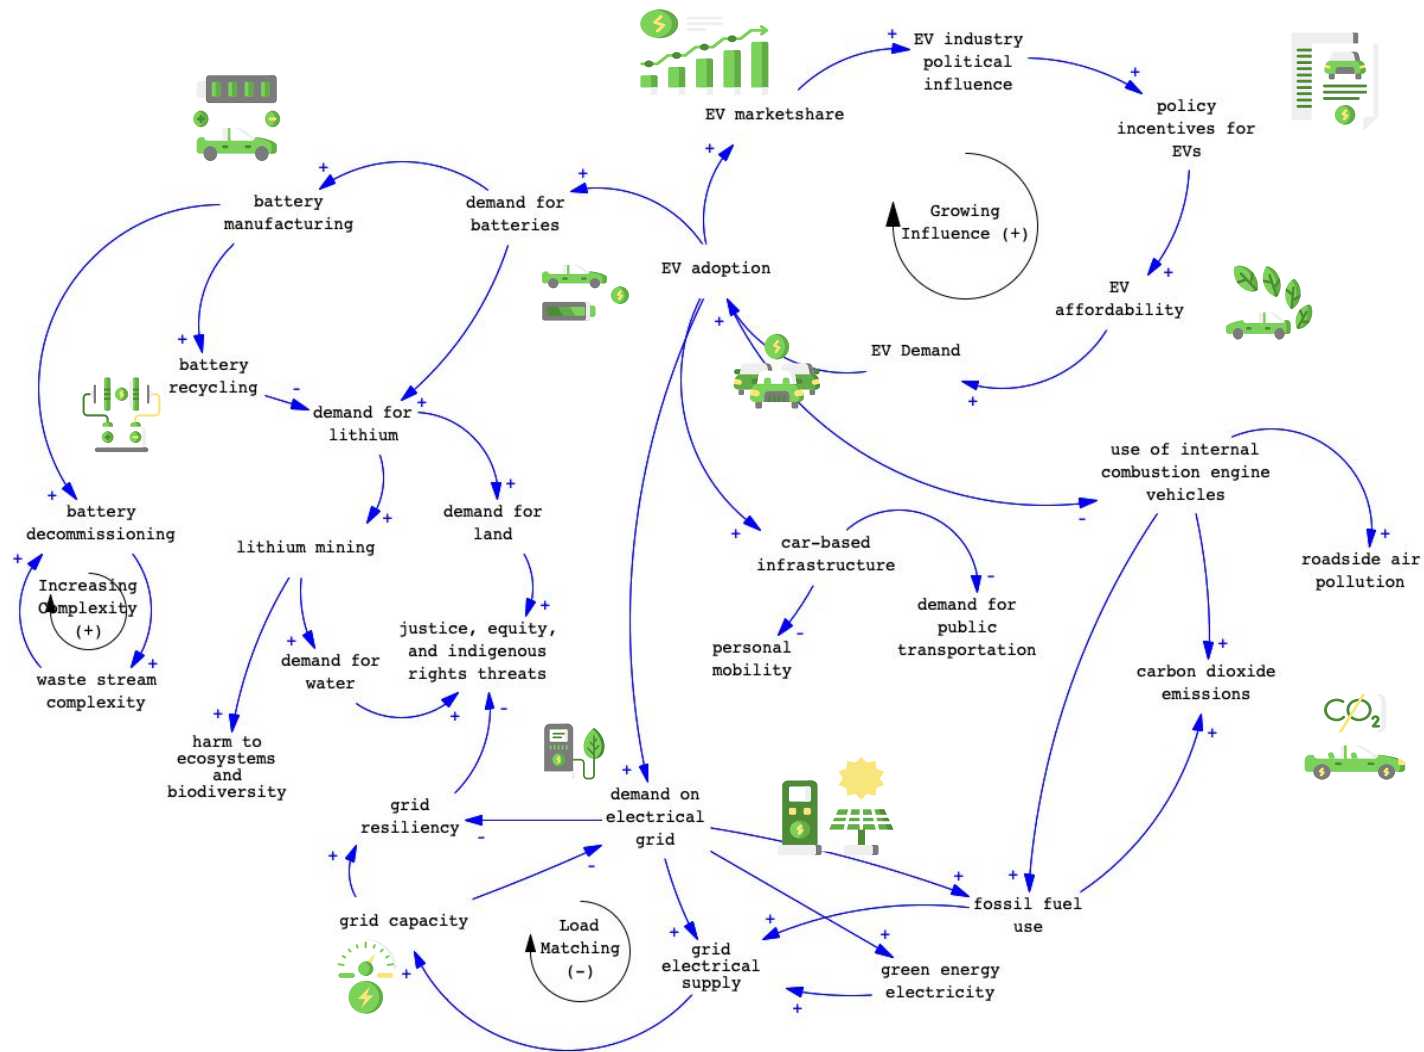 EV industry
political
influence
EV marketshare
policy
incentives for
EVs
battery
manufacturing
demand for
batteries
Growing
Influence (+)
EV adoption
EV
affordability
EV Demand
battery
recycling
demand for
lithium
use of internal
combustion engine
vehicles
battery
decommissioning
demand for
land
lithium mining
car-based
infrastructure
roadside air
pollution
Increasing
Complexity
(+)
demand for
public
transportation
justice, equity,
and indigenous
rights threats
personal
mobility
demand for
water
waste stream
complexity
carbon dioxide
emissions
CO2
harm to
ecosystems
and
biodiversity
grid
resiliency
demand on
electrical
grid
grid capacity
Load
Matching
(-)
fossil fuel
use
grid
electrical
supply
green energy
electricity